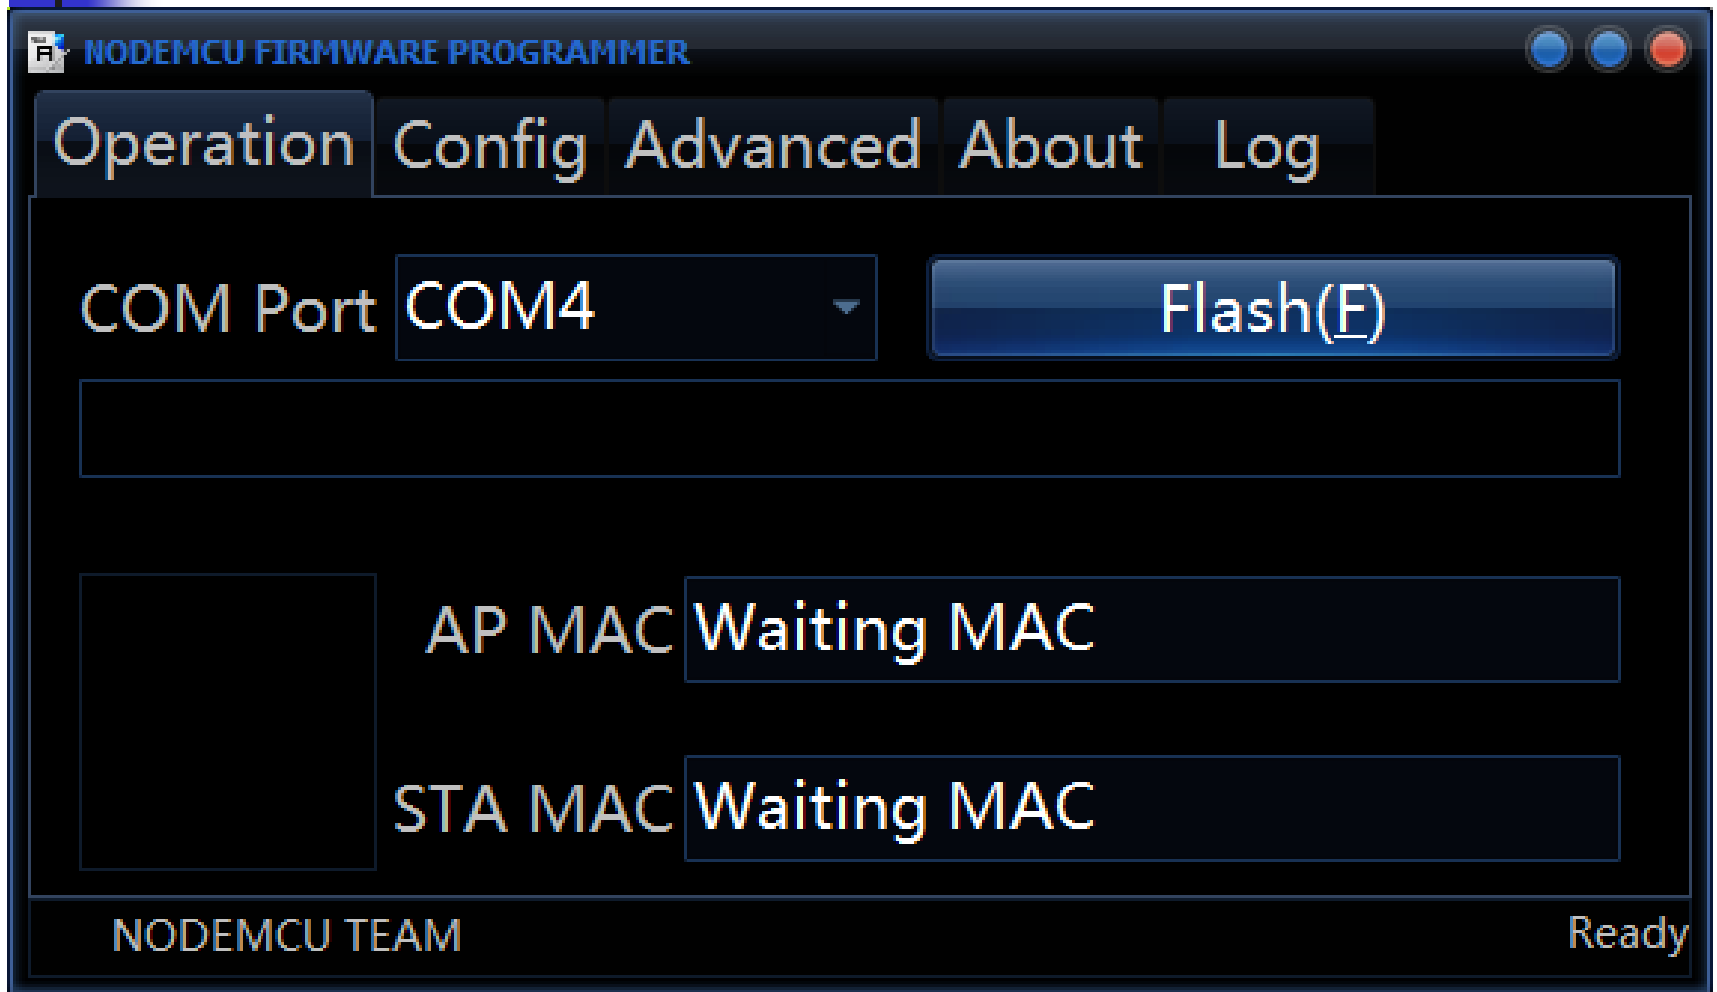 NODEMCU FIRMWARE PROGRAMMER
Operation Config Advanced About Log
COM Port COM4 Flash(F)
AP MAC Waiting MAC
STA MAC Waiting MAC
NODEMCU TEAM Ready